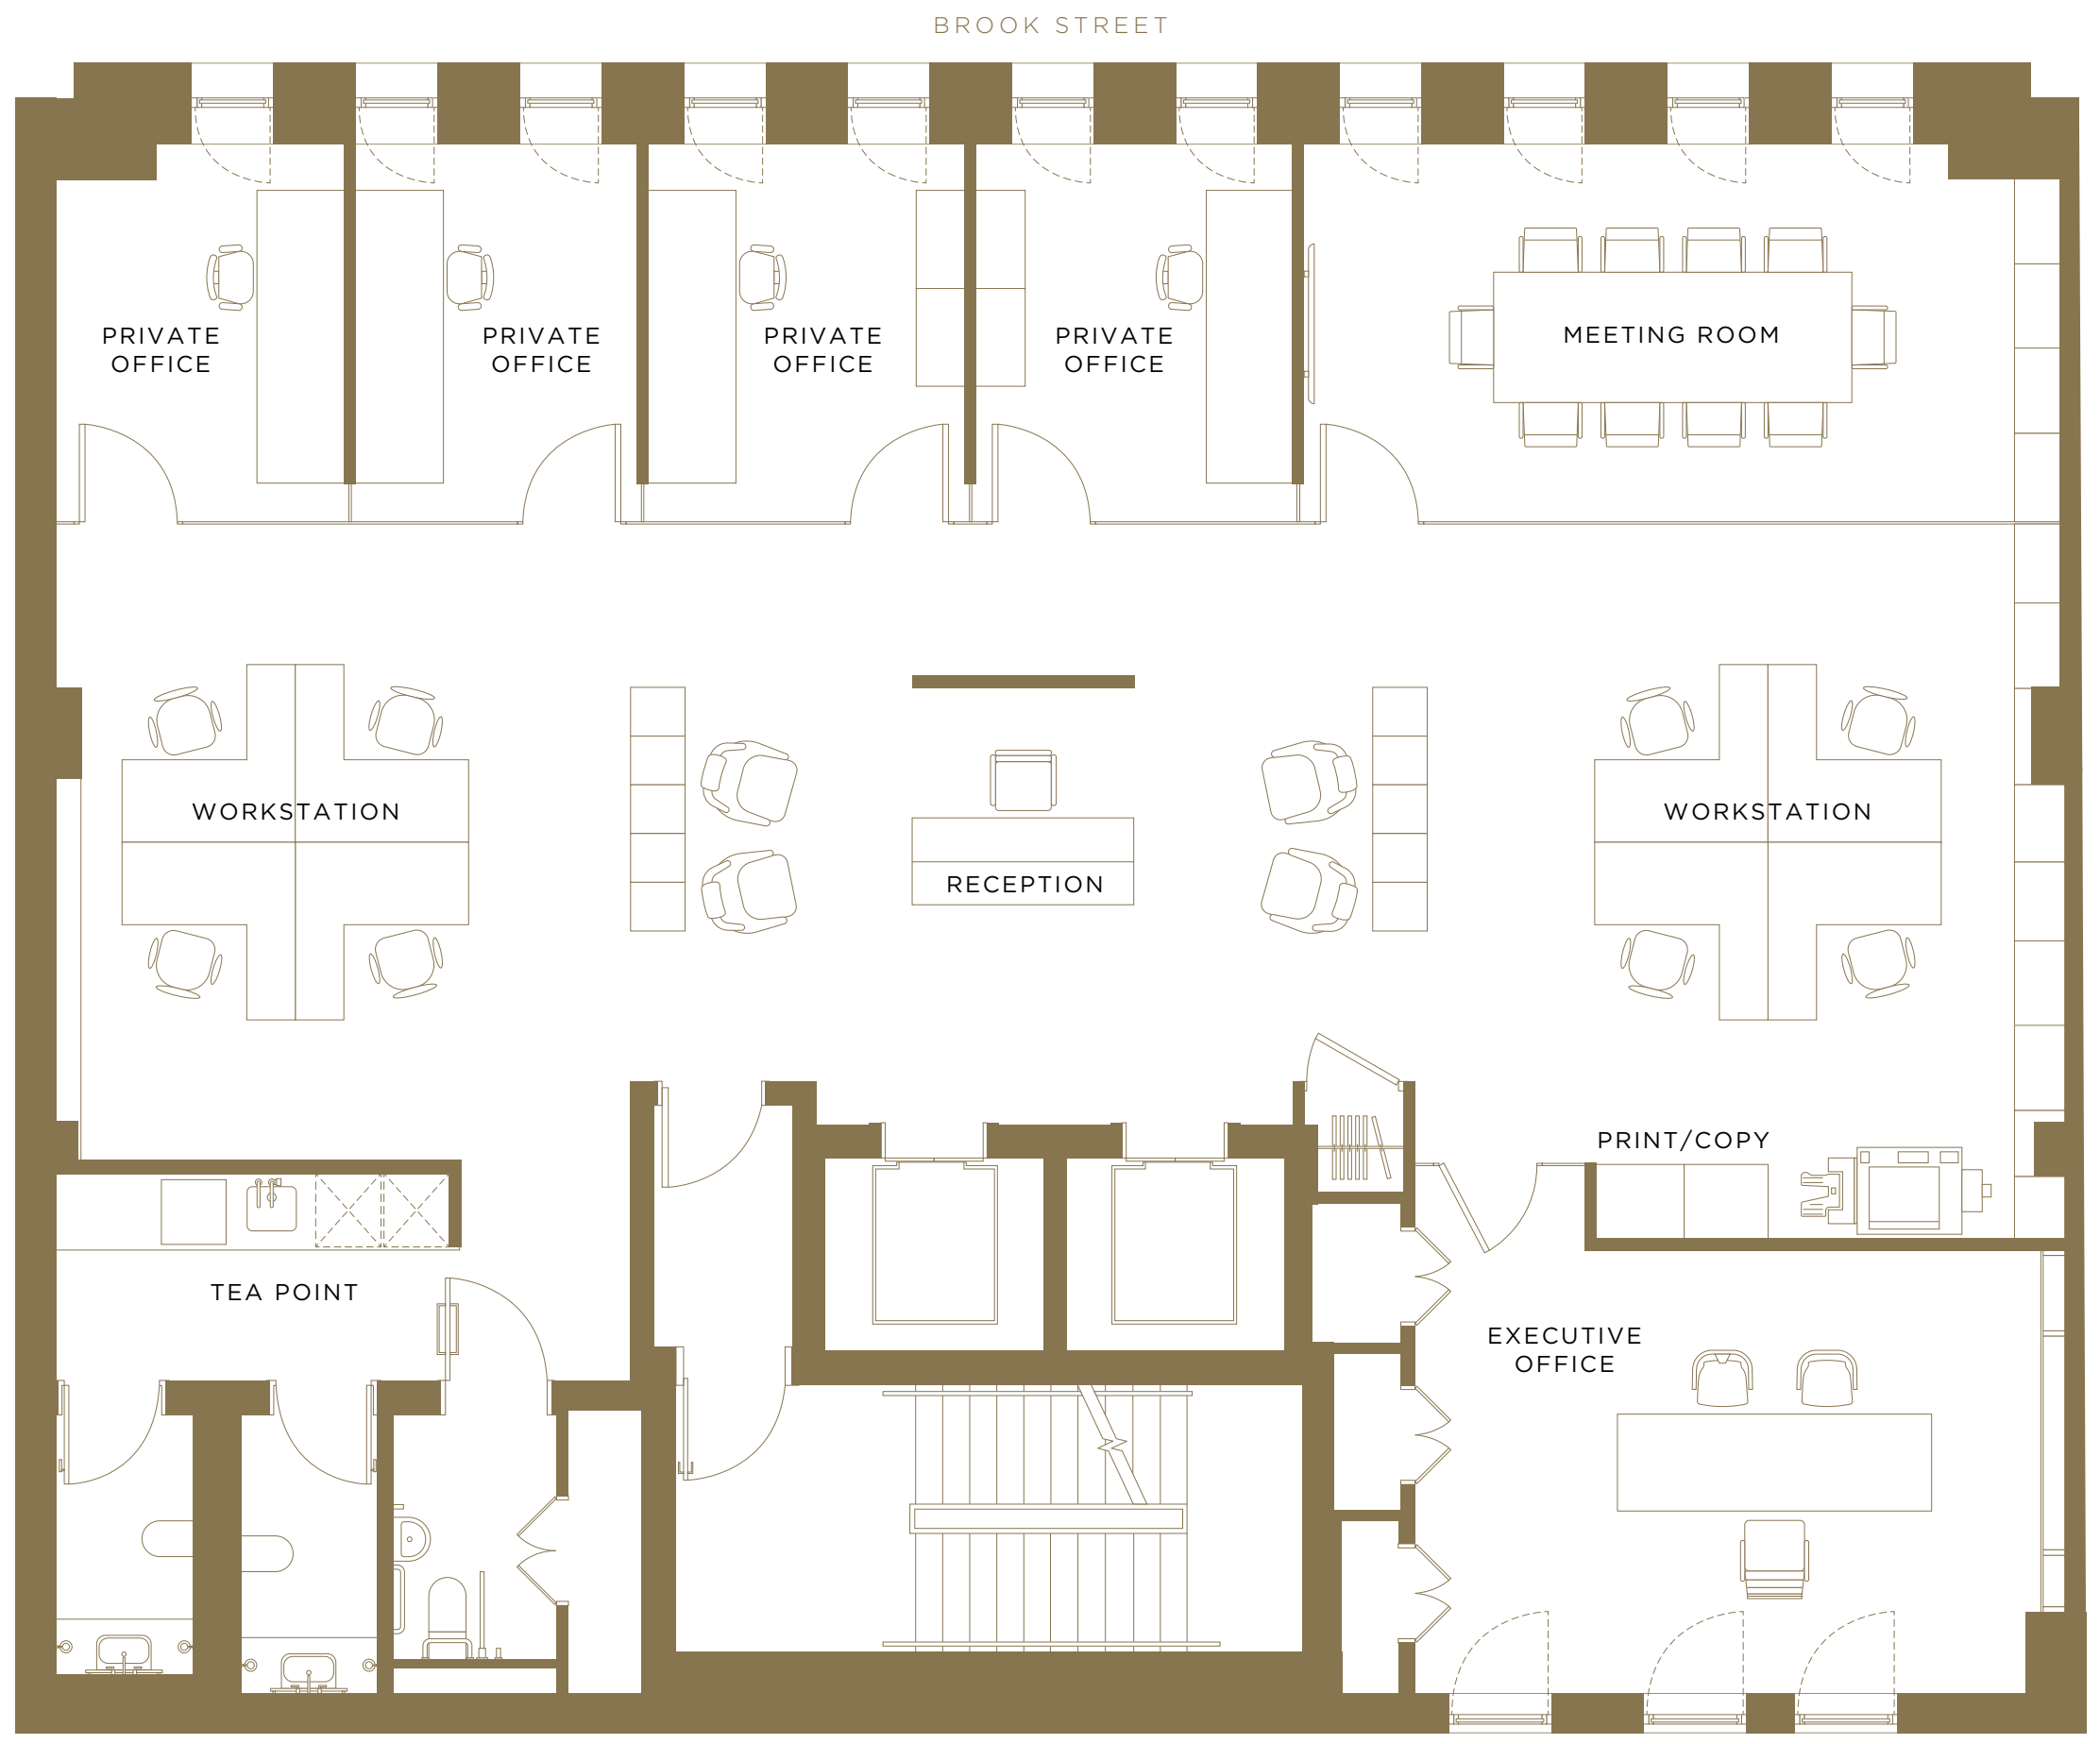 BROOK STREET
PRIVATE
OFFICE
PRIVATE
OFFICE
PRIVATE
OFFICE
PRIVATE
OFFICE
MEETING ROOM
WORKSTATION
RECEPTION
WORKSTATION
PRINT/COPY
TEA POINT
EXECUTIVE
OFFICE